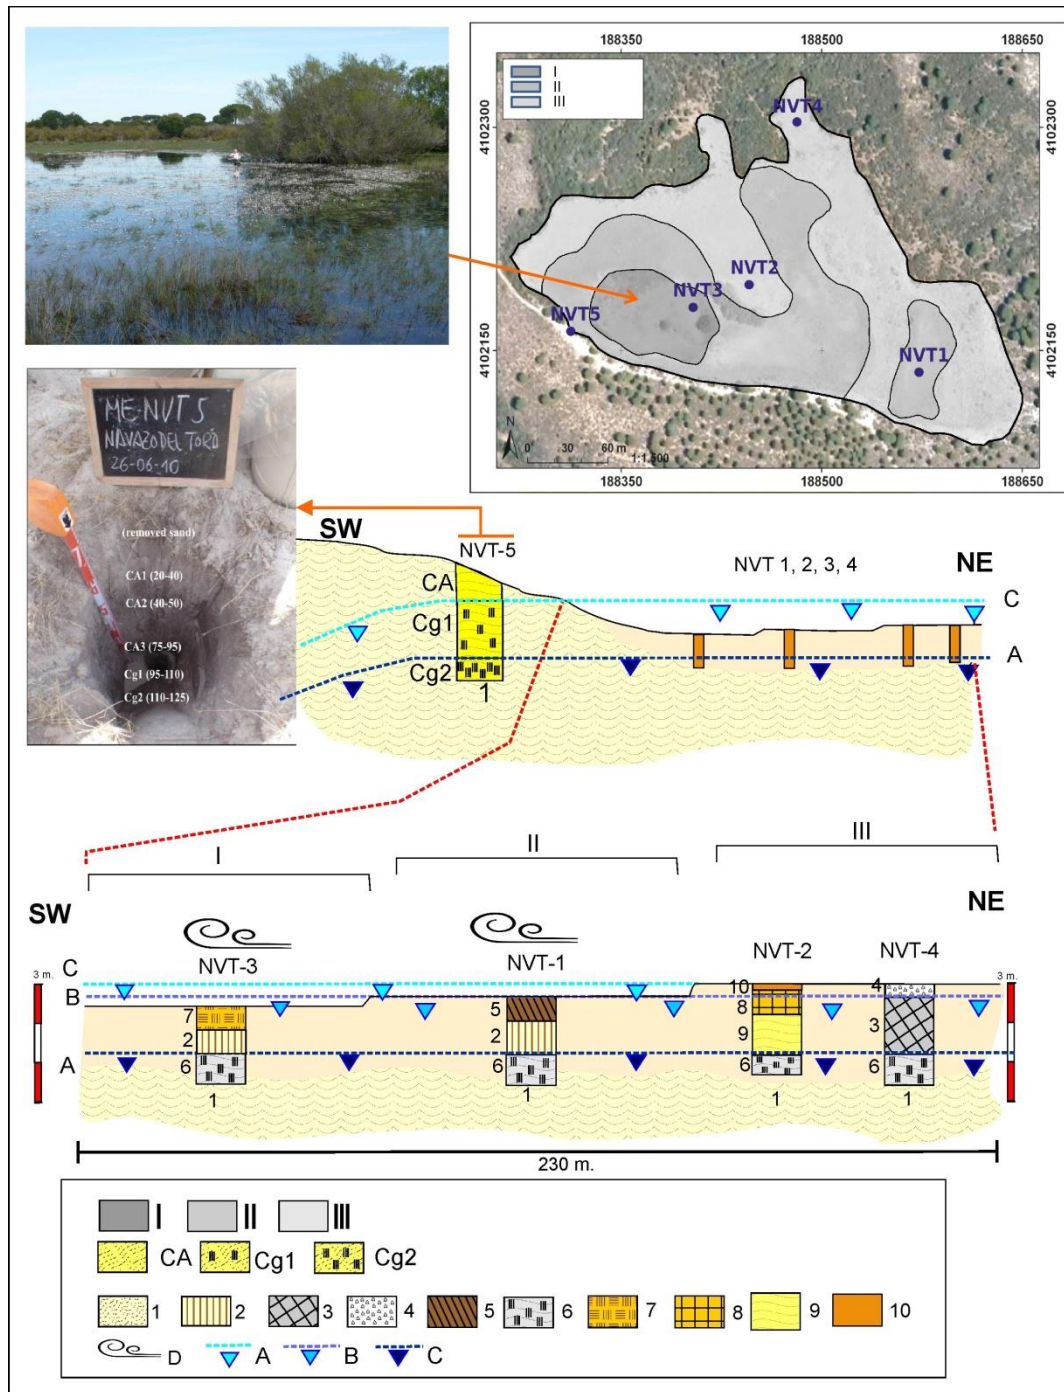 188350 188500 188650
I
II
III
4102300
4102300
NVT4
NVT2
NVT3
NVT5
NVT1
4102150
4102150
N
0 30 60 m
1:1.500
188350 188500 188650
ME-NVT5
NAVAZO DEL TORO
26-06-10
(removed sand)
CA1 (20-40)
CA2 (40-50)
CA3 (75-95)
Cg1 (95-110)
Cg2 (110-125)
SW
NE
NVT-5
NVT 1, 2, 3, 4
CA
Cg1
Cg2
1
C
A
I
II
III
SW
NE
NVT-3
NVT-1
NVT-2
NVT-4
3 m.
3 m.
C
B
A
7
2
6
1
5
2
6
1
10
8
9
6
1
4
3
6
1
230 m.
I II III
CA Cg1 Cg2
1 2 3 4 5 6 7 8 9 10
D A B C